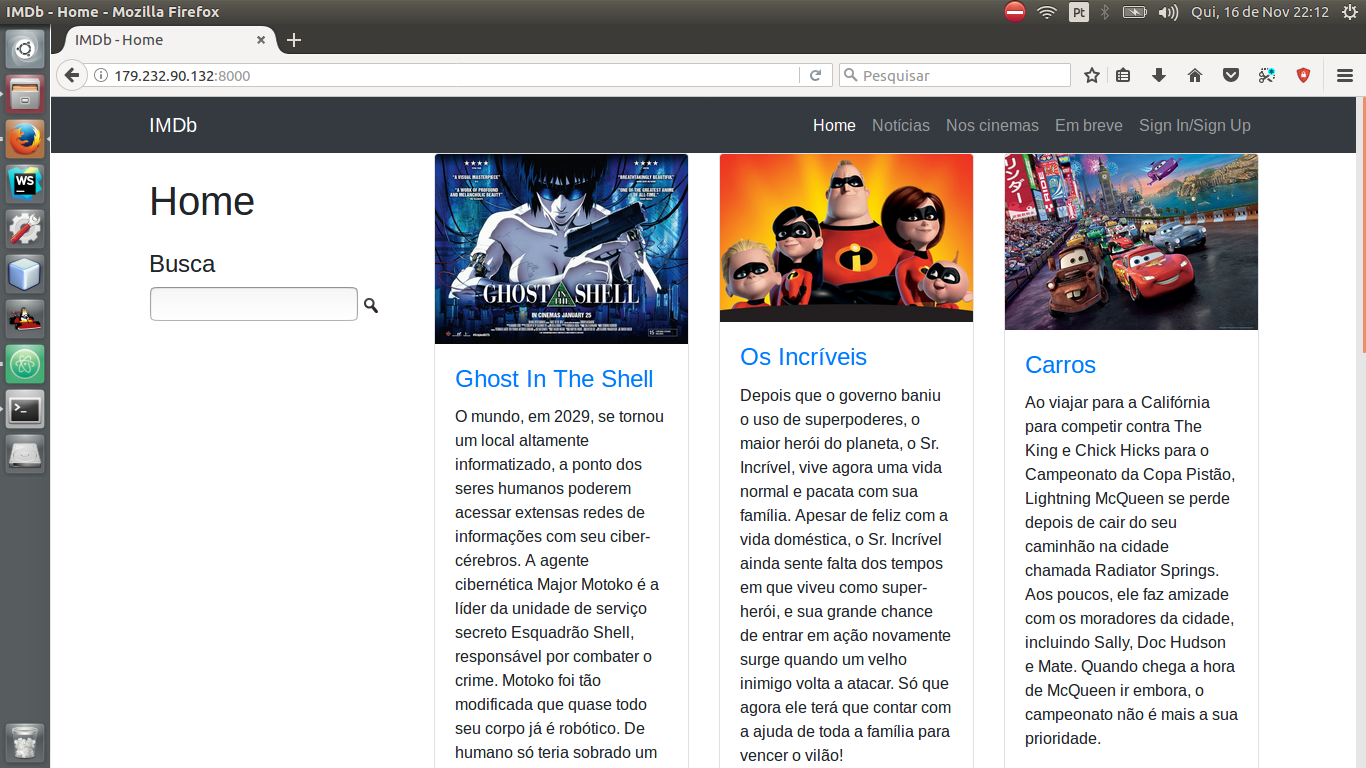 IMDb - Home - Mozilla Firefox
Pt
Qui, 16 de Nov 22:12
IMDb - Home
179.232.90.132:8000
Pesquisar
IMDb
Home
Notícias
Nos cinemas
Em breve
Sign In/Sign Up
WS
Home
Busca
"A VISUAL MASTERPIECE"
"BREATHTAKINGLY BEAUTIFUL"
"A WORK OF PROFOUND
AND MELANCHOLIC BEAUTY"
"ONE OF THE GREATEST ANIME
OF ALL-TIME"
GHOST IN THE SHELL
IN CINEMAS JANUARY 25
Ghost In The Shell
O mundo, em 2029, se tornou
um local altamente
informatizado, a ponto dos
seres humanos poderem
acessar extensas redes de
informações com seu ciber-
cérebros. A agente
cibernética Major Motoko é a
líder da unidade de serviço
secreto Esquadrão Shell,
responsável por combater o
crime. Motoko foi tão
modificada que quase todo
seu corpo já é robótico. De
humano só teria sobrado um
Os Incríveis
Depois que o governo baniu
o uso de superpoderes, o
maior herói do planeta, o Sr.
Incrível, vive agora uma vida
normal e pacata com sua
família. Apesar de feliz com a
vida doméstica, o Sr. Incrível
ainda sente falta dos tempos
em que viveu como super-
herói, e sua grande chance
de entrar em ação novamente
surge quando um velho
inimigo volta a atacar. Só que
agora ele terá que contar com
a ajuda de toda a família para
vencer o vilão!
リンダー
Carros
Ao viajar para a Califórnia
para competir contra The
King e Chick Hicks para o
Campeonato da Copa Pistão,
Lightning McQueen se perde
depois de cair do seu
caminhão na cidade
chamada Radiator Springs.
Aos poucos, ele faz amizade
com os moradores da cidade,
incluindo Sally, Doc Hudson
e Mate. Quando chega a hora
de McQueen ir embora, o
campeonato não é mais a sua
prioridade.